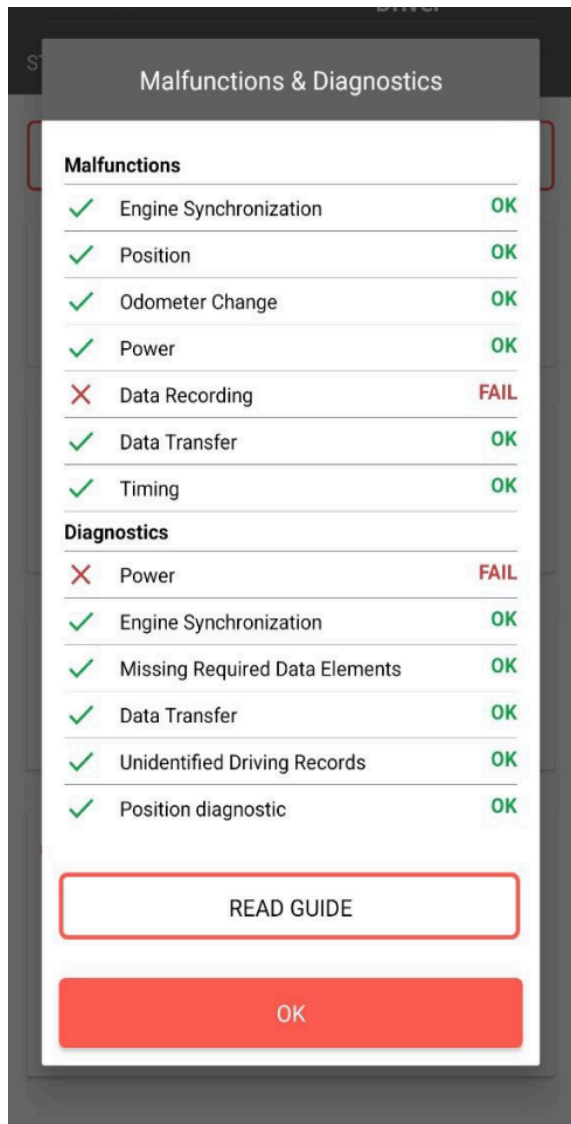 Malfunctions & Diagnostics
Malfunctions
Engine Synchronization OK
Position OK
Odometer Change OK
Power OK
Data Recording FAIL
Data Transfer OK
Timing OK
Diagnostics
Power FAIL
Engine Synchronization OK
Missing Required Data Elements OK
Data Transfer OK
Unidentified Driving Records OK
Position diagnostic OK
READ GUIDE
OK